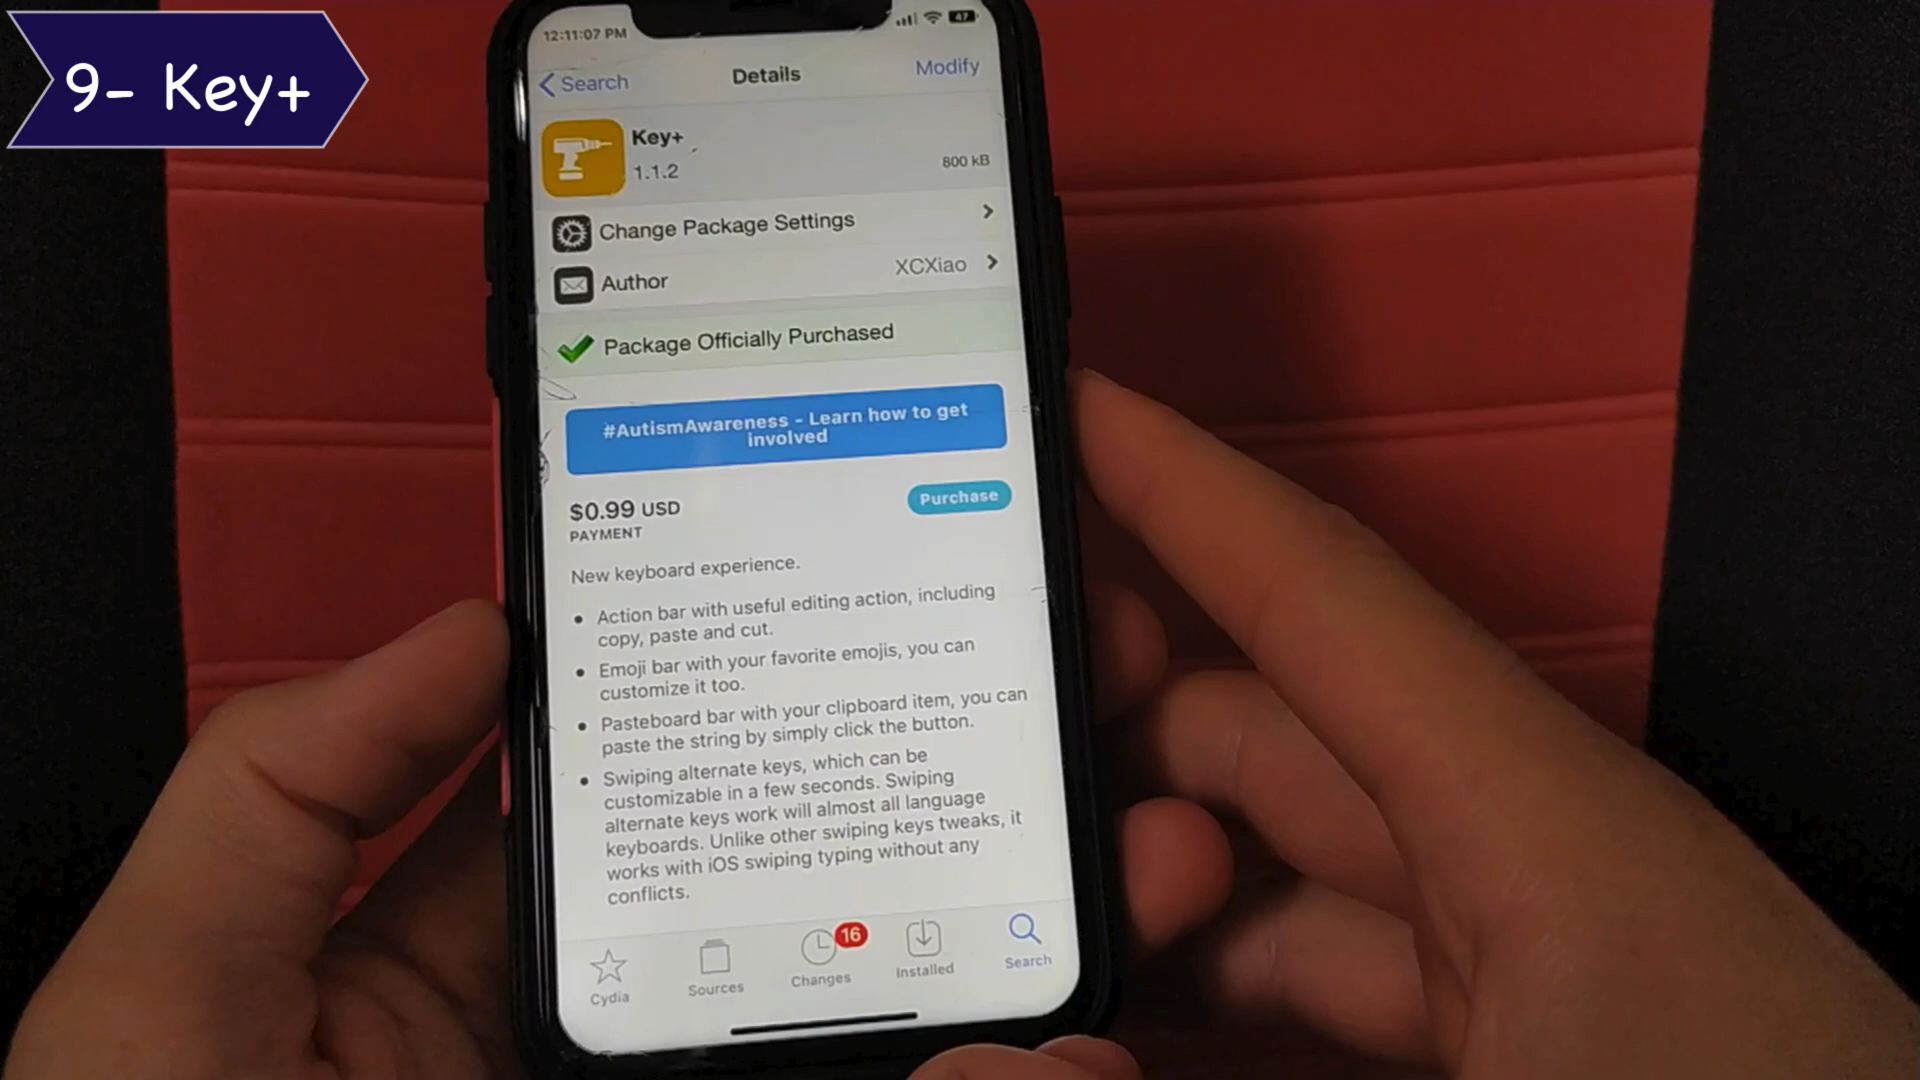 9- Key+
12:11:07 PM
47
Search
Details
Modify
Key+
1.1.2
800 kB
Change Package Settings
Author
XCXiao
Package Officially Purchased
#AutismAwareness - Learn how to get
involved
$0.99 USD
Purchase
PAYMENT
New keyboard experience.
• Action bar with useful editing action, including
copy, paste and cut.
• Emoji bar with your favorite emojis, you can
customize it too.
• Pasteboard bar with your clipboard item, you can
paste the string by simply click the button.
• Swiping alternate keys, which can be
customizable in a few seconds. Swiping
alternate keys work will almost all language
keyboards. Unlike other swiping keys tweaks, it
works with iOS swiping typing without any
conflicts.
16
Cydia
Sources
Changes
Installed
Search